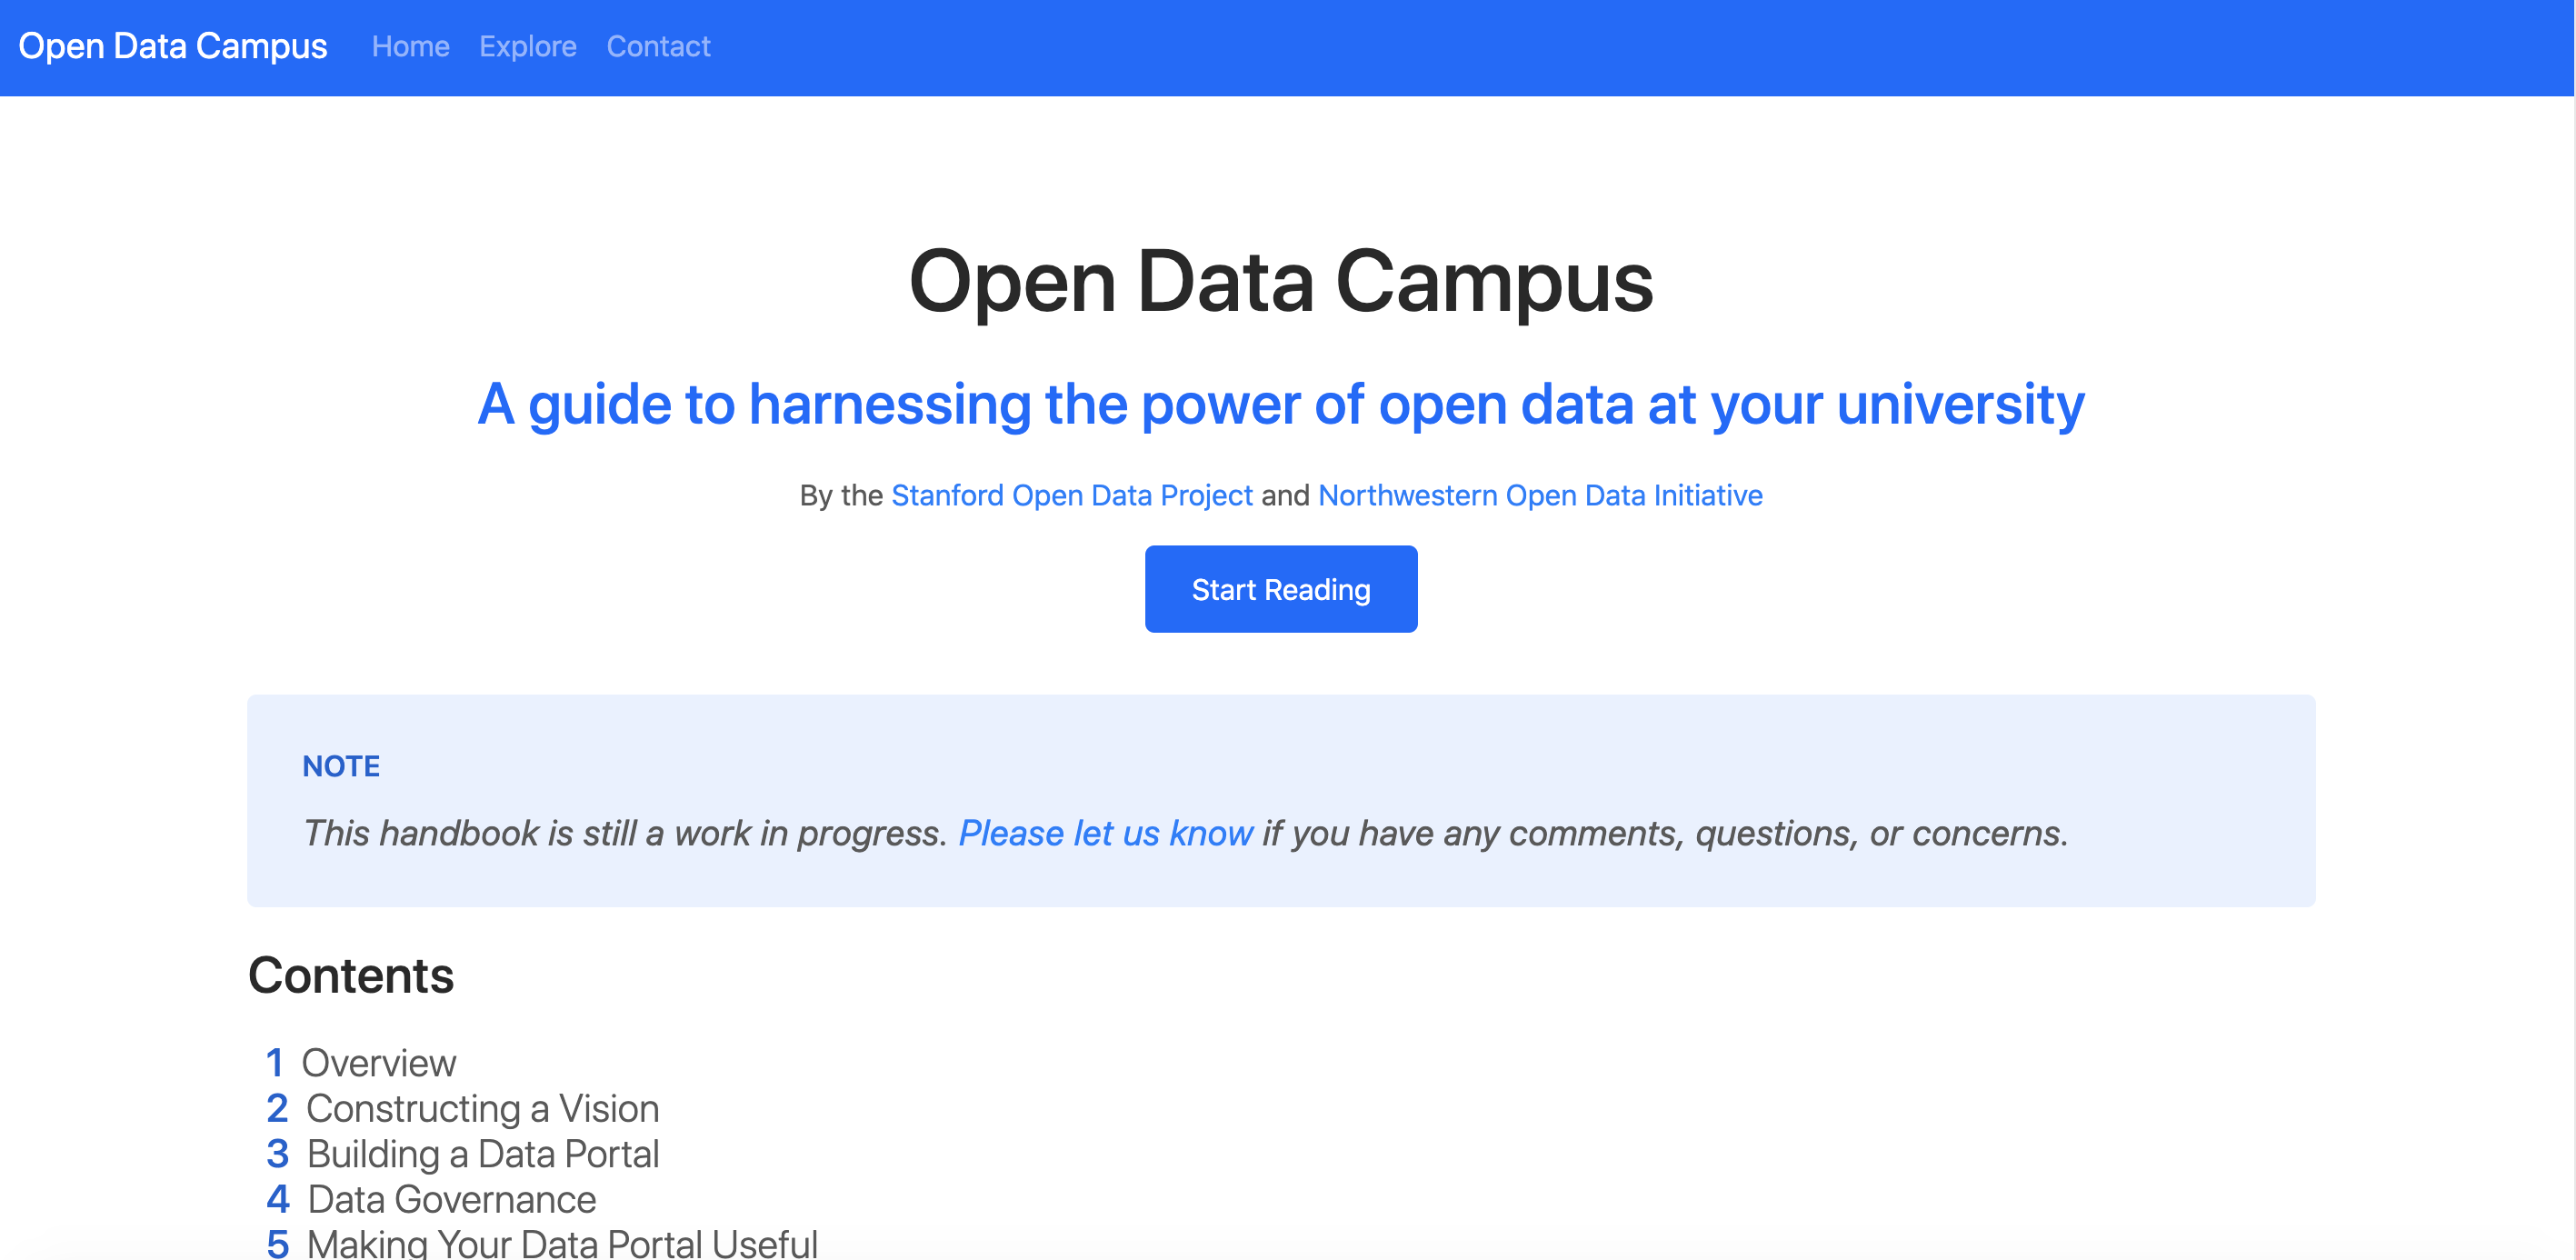 Open Data Campus Home Explore Contact
Open Data Campus
A guide to harnessing the power of open data at your university
By the Stanford Open Data Project and Northwestern Open Data Initiative
Start Reading
NOTE
This handbook is still a work in progress. Please let us know if you have any comments, questions, or concerns.
Contents
1 Overview
2 Constructing a Vision
3 Building a Data Portal
4 Data Governance
5 Making Your Data Portal Useful